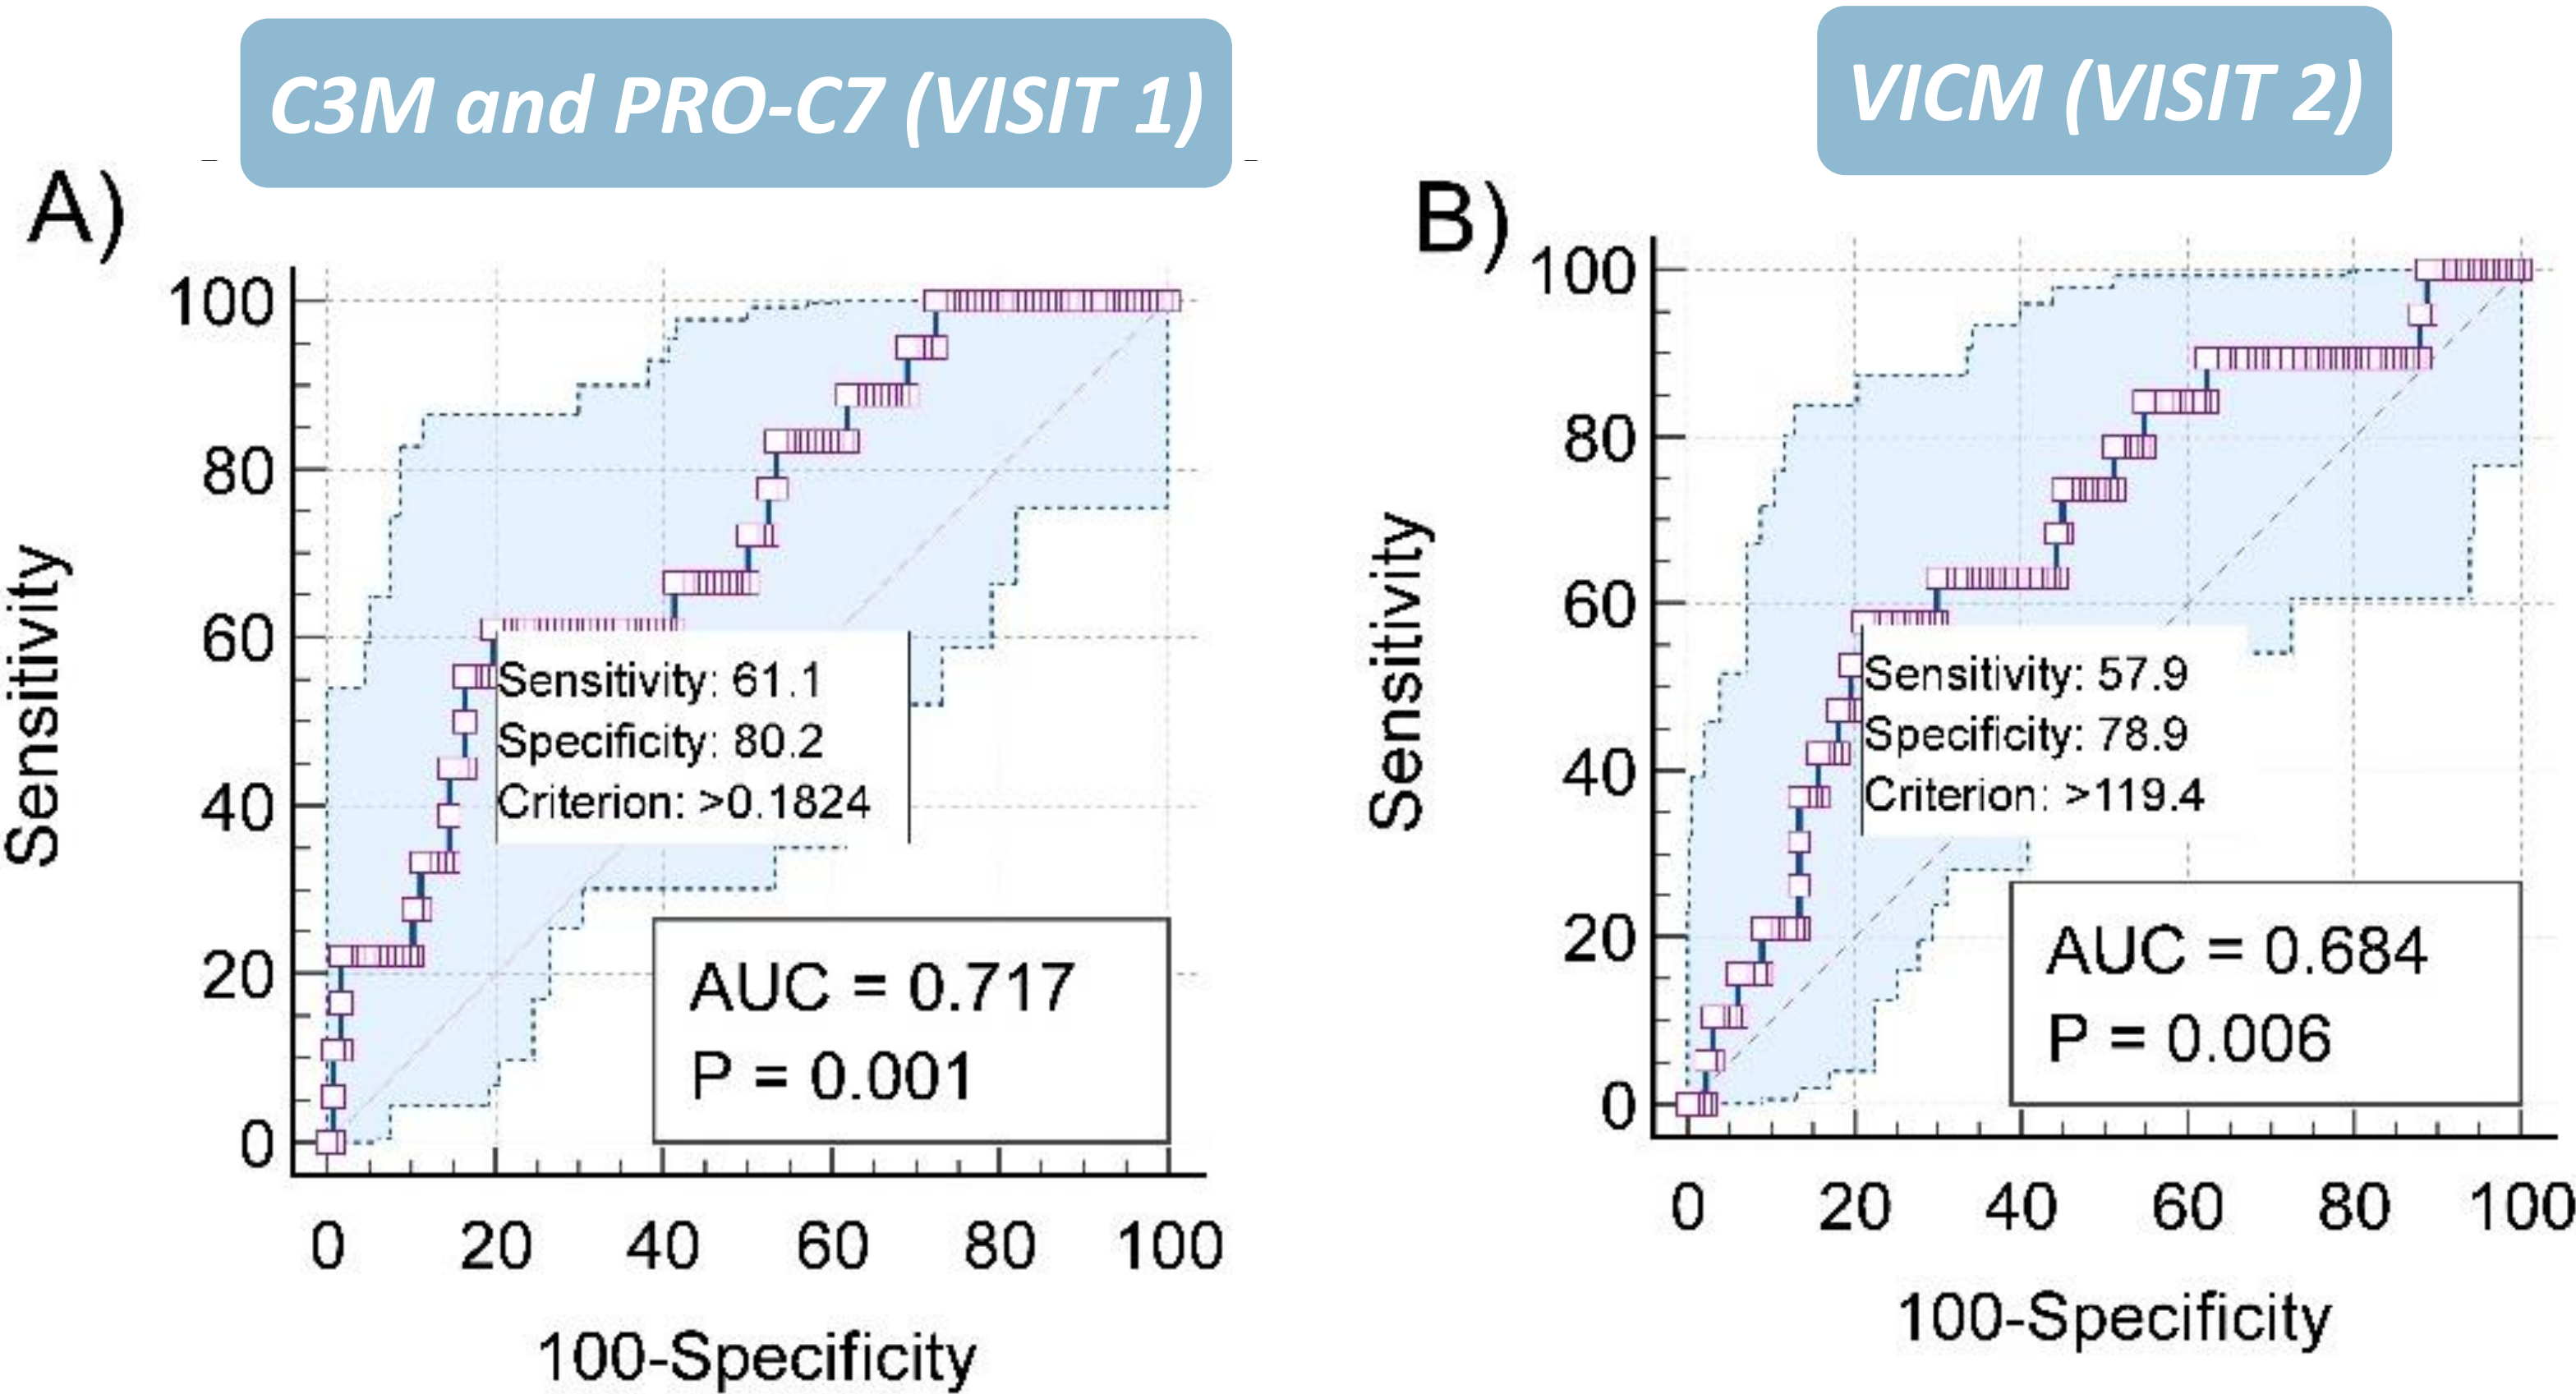 C3M and PRO-C7 (VISIT 1)
A)
100
80
60
40
20
0
Sensitivity
Sensitivity: 61.1
Specificity: 80.2
Criterion: >0.1824
AUC = 0.717
P = 0.001
0 20 40 60 80 100
100-Specificity
VICM (VISIT 2)
B)
100
80
60
40
20
0
Sensitivity
Sensitivity: 57.9
Specificity: 78.9
Criterion: >119.4
AUC = 0.684
P = 0.006
0 20 40 60 80 100
100-Specificity